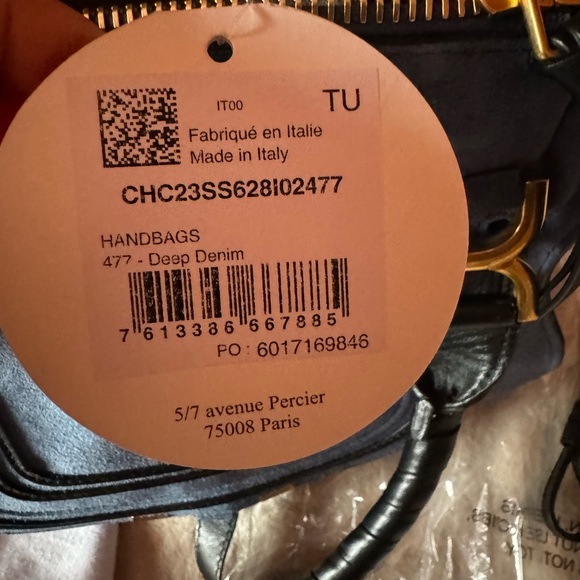 IT00
TU
Fabriqué en Italie
Made in Italy
CHC23SS628I02477
HANDBAGS
477 - Deep Denim
7 613386 667885
PO : 6017169846
5/7 avenue Percier
75008 Paris